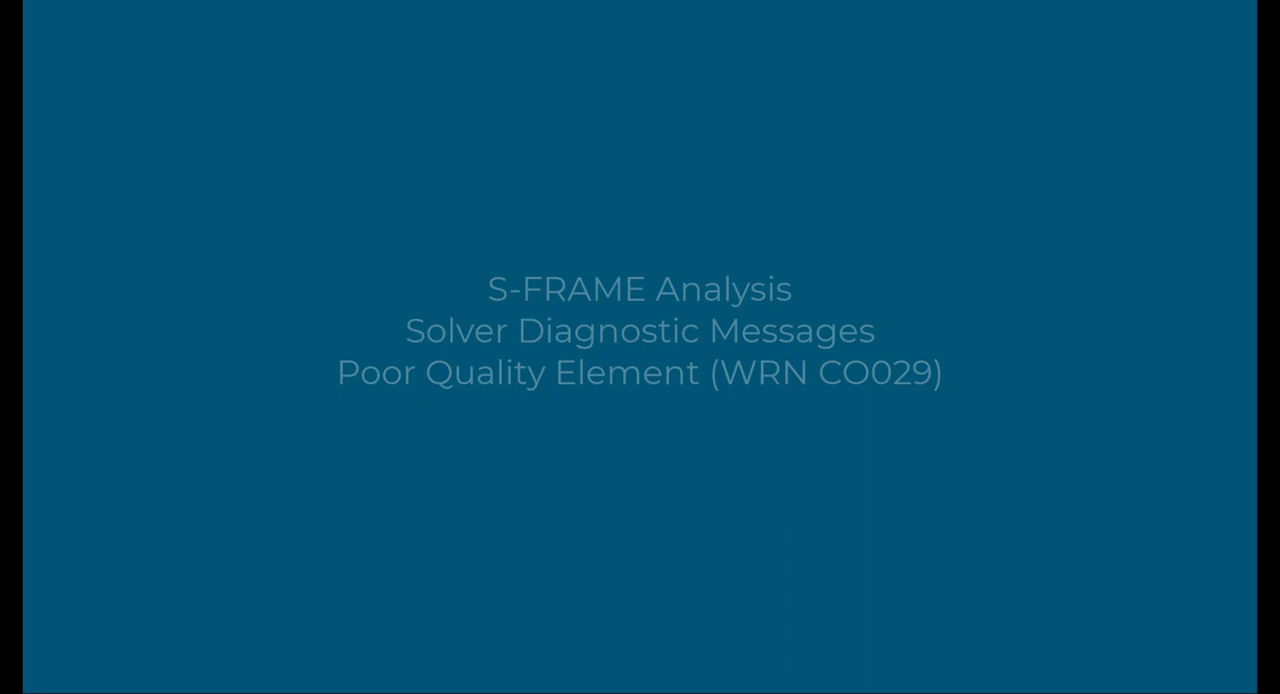 S-FRAME Analysis
Solver Diagnostic Messages
Poor Quality Element (WRN CO029)